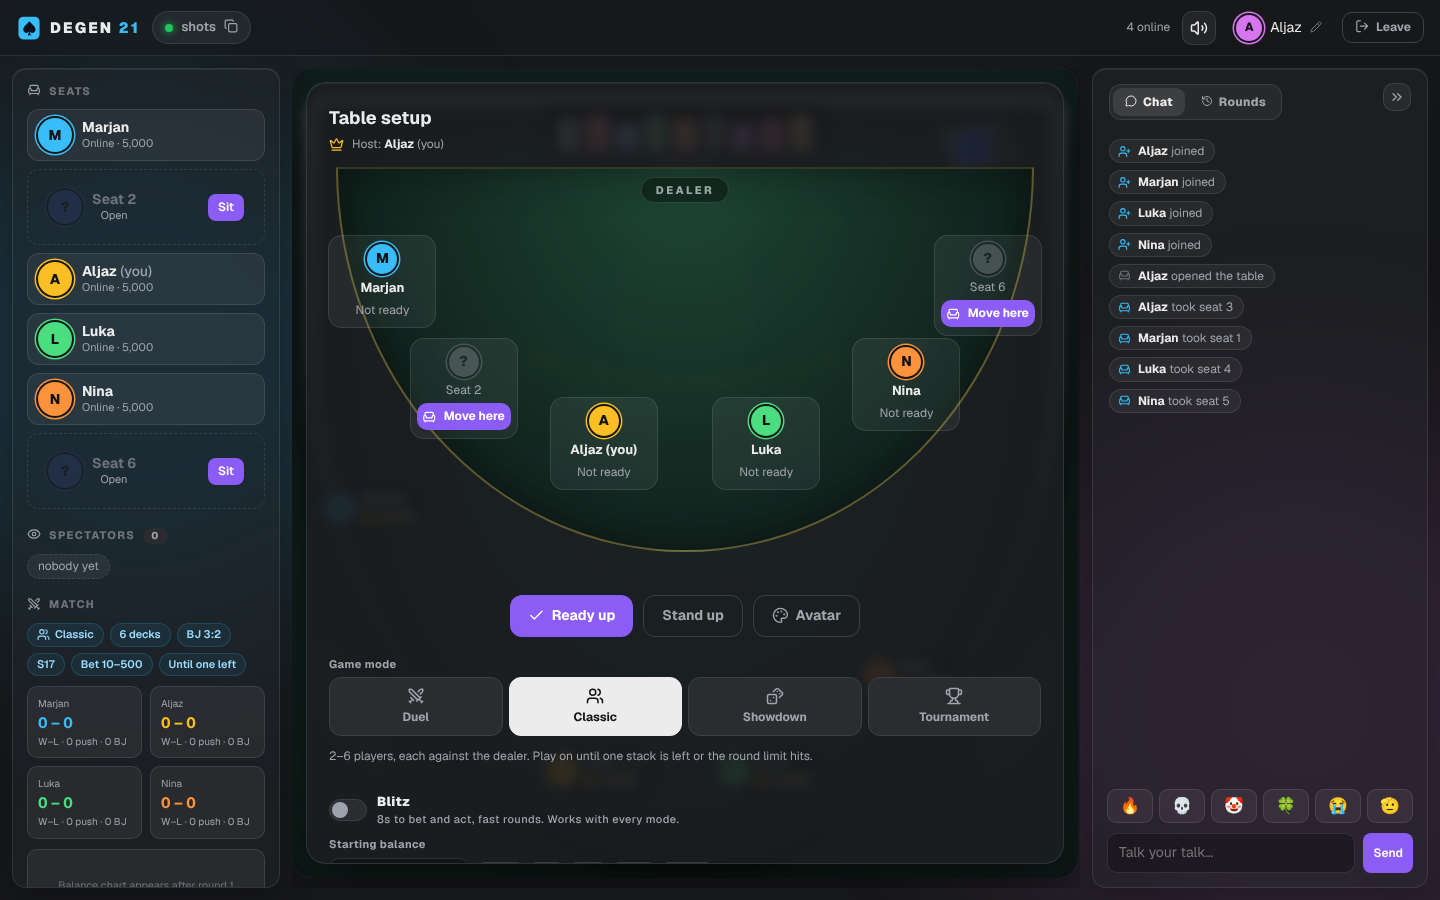 DEGEN 21
shots
4 online
A
Aljaz
Leave
SEATS
M
Marjan
Online · 5,000
?
Seat 2
Open
Sit
A
Aljaz (you)
Online · 5,000
L
Luka
Online · 5,000
N
Nina
Online · 5,000
?
Seat 6
Open
Sit
SPECTATORS 0
nobody yet
MATCH
Classic
6 decks
BJ 3:2
S17
Bet 10–500
Until one left
Marjan
0 – 0
W–L · 0 push · 0 BJ
Aljaz
0 – 0
W–L · 0 push · 0 BJ
Luka
0 – 0
W–L · 0 push · 0 BJ
Nina
0 – 0
W–L · 0 push · 0 BJ
Balance chart appears after round 1
Table setup
Host: Aljaz (you)
DEALER
M
Marjan
Not ready
?
Seat 6
Move here
?
Seat 2
Move here
N
Nina
Not ready
A
Aljaz (you)
Not ready
L
Luka
Not ready
Ready up
Stand up
Avatar
Game mode
Duel
Classic
Showdown
Tournament
2–6 players, each against the dealer. Play on until one stack is left or the round limit hits.
Blitz
8s to bet and act, fast rounds. Works with every mode.
Starting balance
Chat
Rounds
Aljaz joined
Marjan joined
Luka joined
Nina joined
Aljaz opened the table
Aljaz took seat 3
Marjan took seat 1
Luka took seat 4
Nina took seat 5
Talk your talk…
Send